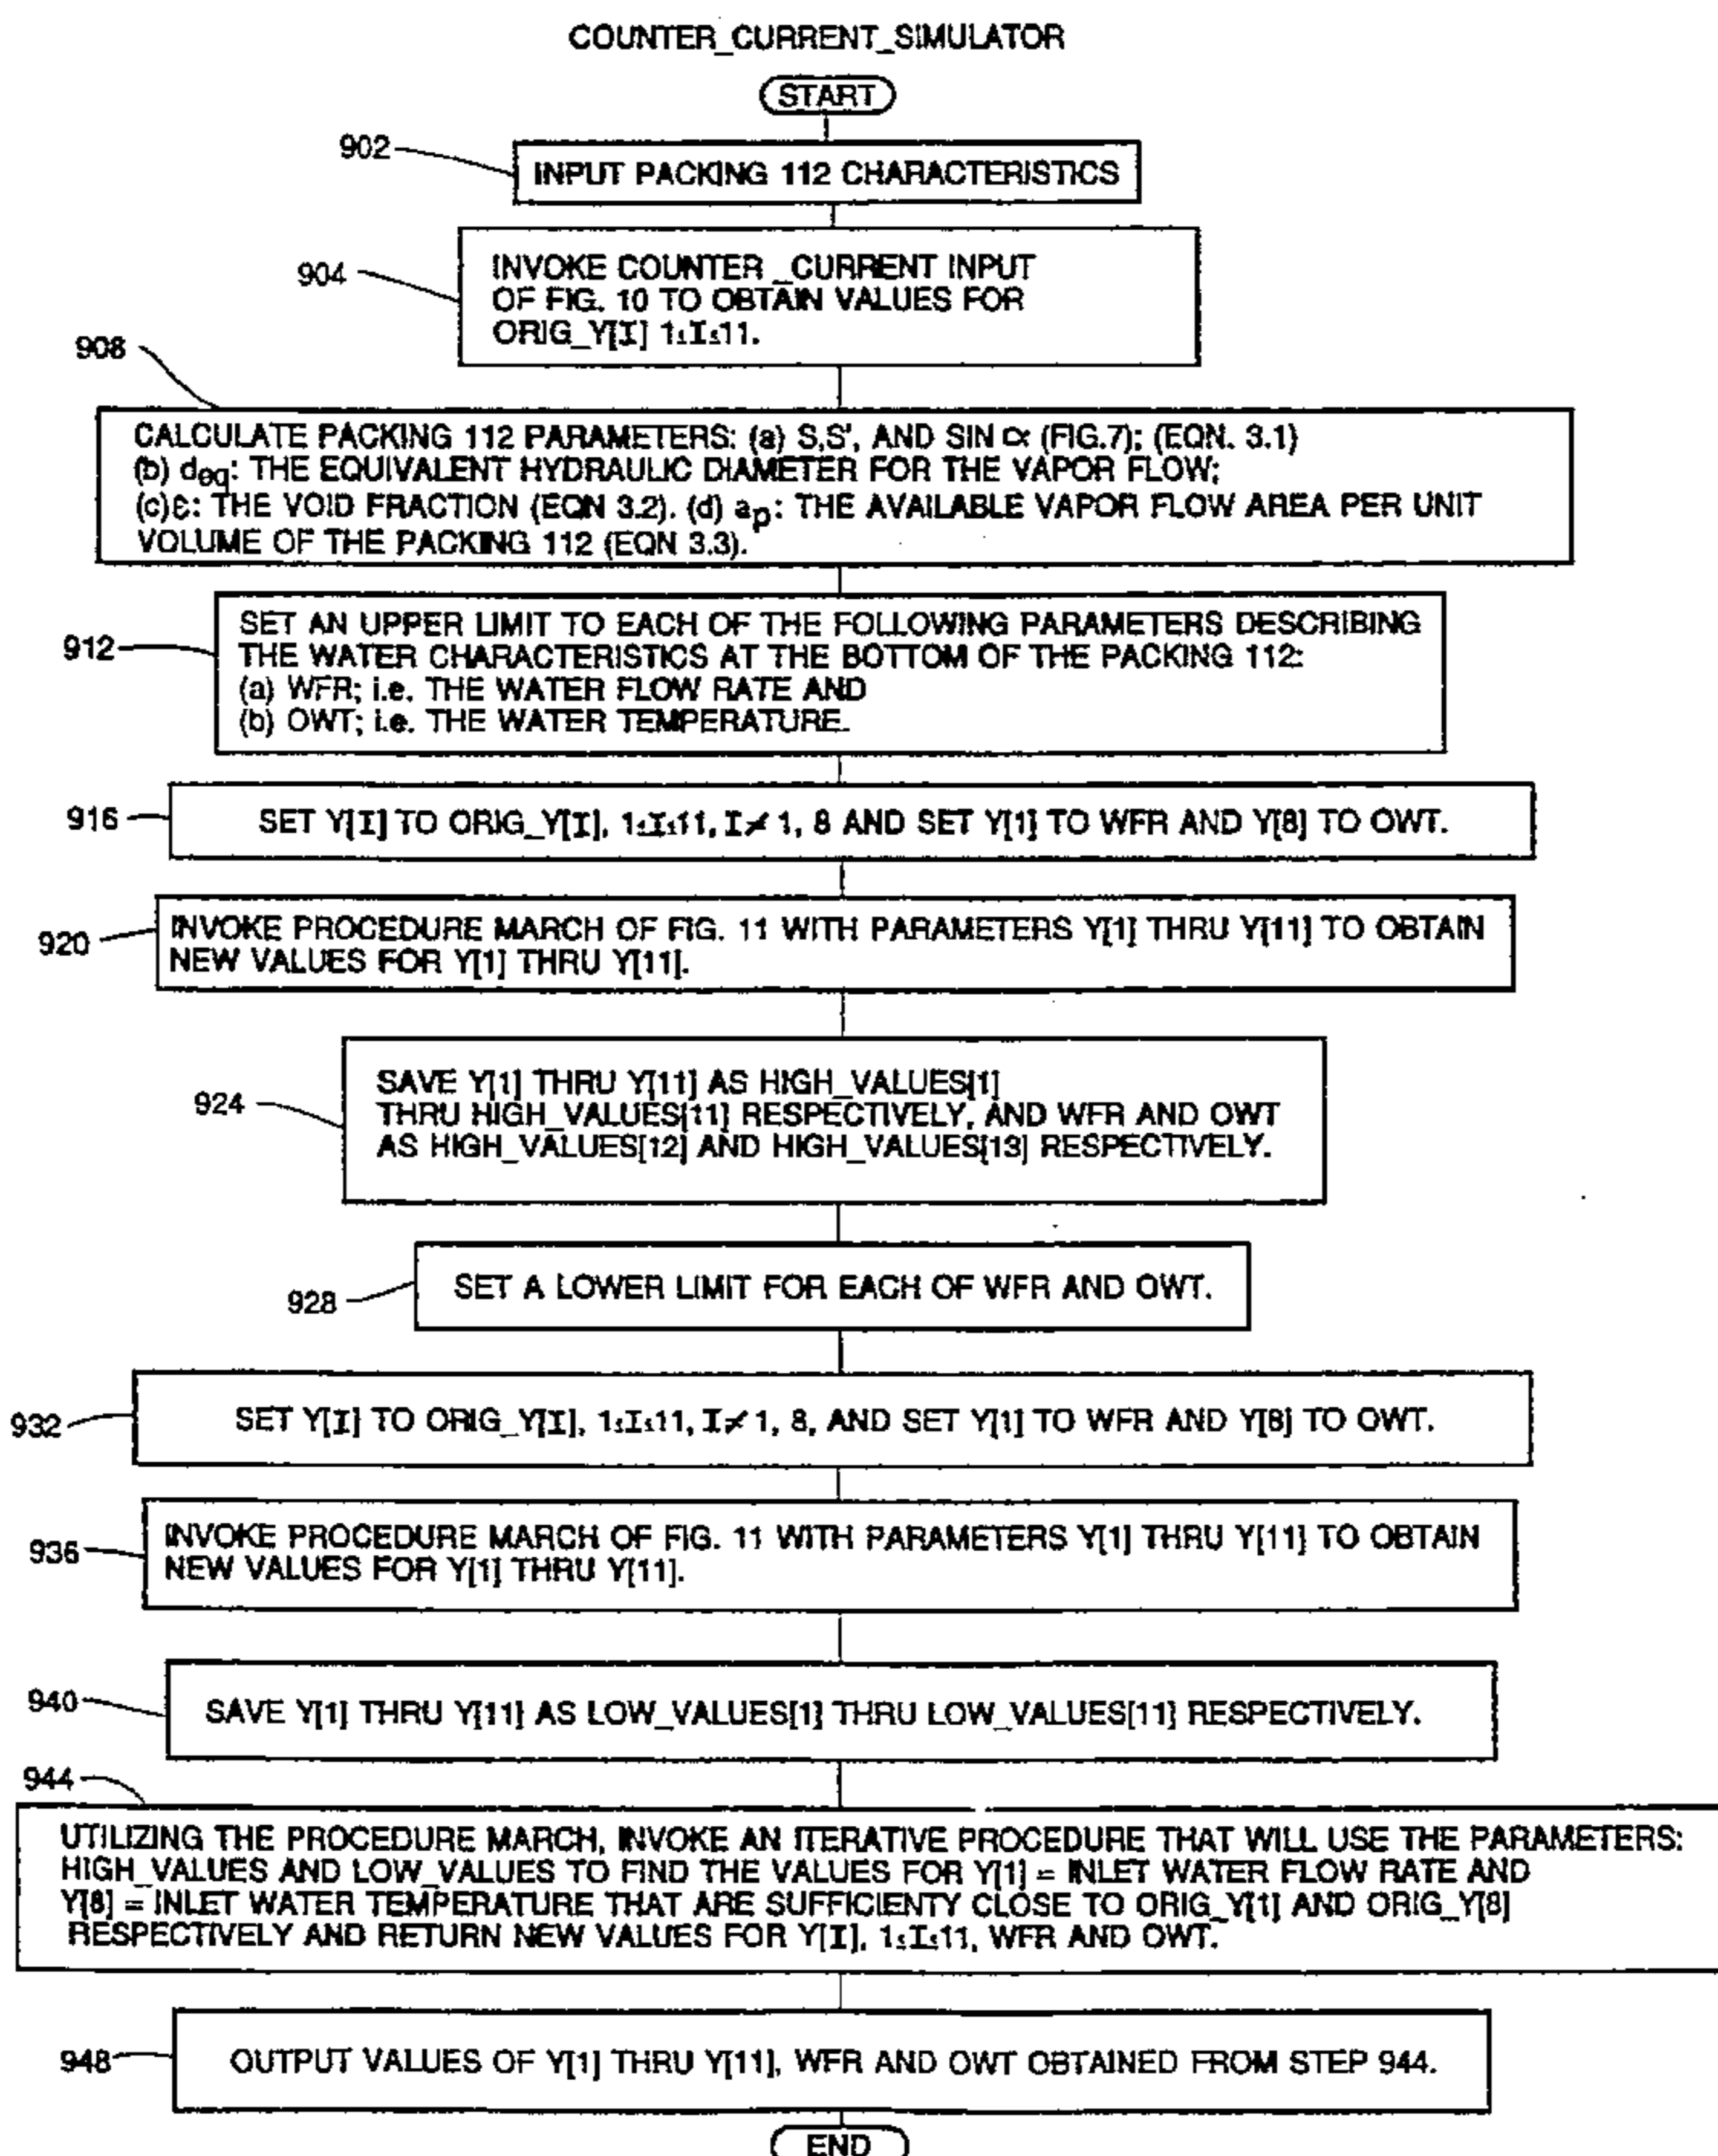 COUNTER_CURRENT_SIMULATOR
START
902
INPUT PACKING 112 CHARACTERISTICS
904
INVOKE COUNTER_CURRENT INPUT
OF FIG. 10 TO OBTAIN VALUES FOR
ORIG_Y[I] 1≤I≤11.
908
CALCULATE PACKING 112 PARAMETERS: (a) S,S', AND SIN ∝ (FIG.7); (EQN. 3.1)
(b) deq: THE EQUIVALENT HYDRAULIC DIAMETER FOR THE VAPOR FLOW;
(c)ε: THE VOID FRACTION (EQN 3.2). (d) ap: THE AVAILABLE VAPOR FLOW AREA PER UNIT
VOLUME OF THE PACKING 112 (EQN 3.3).
912
SET AN UPPER LIMIT TO EACH OF THE FOLLOWING PARAMETERS DESCRIBING
THE WATER CHARACTERISTICS AT THE BOTTOM OF THE PACKING 112:
(a) WFR; i.e. THE WATER FLOW RATE AND
(b) OWT; i.e. THE WATER TEMPERATURE.
916
SET Y[I] TO ORIG_Y[I], 1≤I≤11, I≠1, 8 AND SET Y[1] TO WFR AND Y[8] TO OWT.
920
INVOKE PROCEDURE MARCH OF FIG. 11 WITH PARAMETERS Y[1] THRU Y[11] TO OBTAIN
NEW VALUES FOR Y[1] THRU Y[11].
924
SAVE Y[1] THRU Y[11] AS HIGH_VALUES[1]
THRU HIGH_VALUES[11] RESPECTIVELY, AND WFR AND OWT
AS HIGH_VALUES[12] AND HIGH_VALUES[13] RESPECTIVELY.
928
SET A LOWER LIMIT FOR EACH OF WFR AND OWT.
932
SET Y[I] TO ORIG_Y[I], 1≤I≤11, I≠1, 8, AND SET Y[1] TO WFR AND Y[8] TO OWT.
936
INVOKE PROCEDURE MARCH OF FIG. 11 WITH PARAMETERS Y[1] THRU Y[11] TO OBTAIN
NEW VALUES FOR Y[1] THRU Y[11].
940
SAVE Y[1] THRU Y[11] AS LOW_VALUES[1] THRU LOW_VALUES[11] RESPECTIVELY.
944
UTILIZING THE PROCEDURE MARCH, INVOKE AN ITERATIVE PROCEDURE THAT WILL USE THE PARAMETERS:
HIGH_VALUES AND LOW_VALUES TO FIND THE VALUES FOR Y[1] = INLET WATER FLOW RATE AND
Y[8] = INLET WATER TEMPERATURE THAT ARE SUFFICIENTY CLOSE TO ORIG_Y[1] AND ORIG_Y[8]
RESPECTIVELY AND RETURN NEW VALUES FOR Y[I], 1≤I≤11, WFR AND OWT.
948
OUTPUT VALUES OF Y[1] THRU Y[11], WFR AND OWT OBTAINED FROM STEP 944.
END